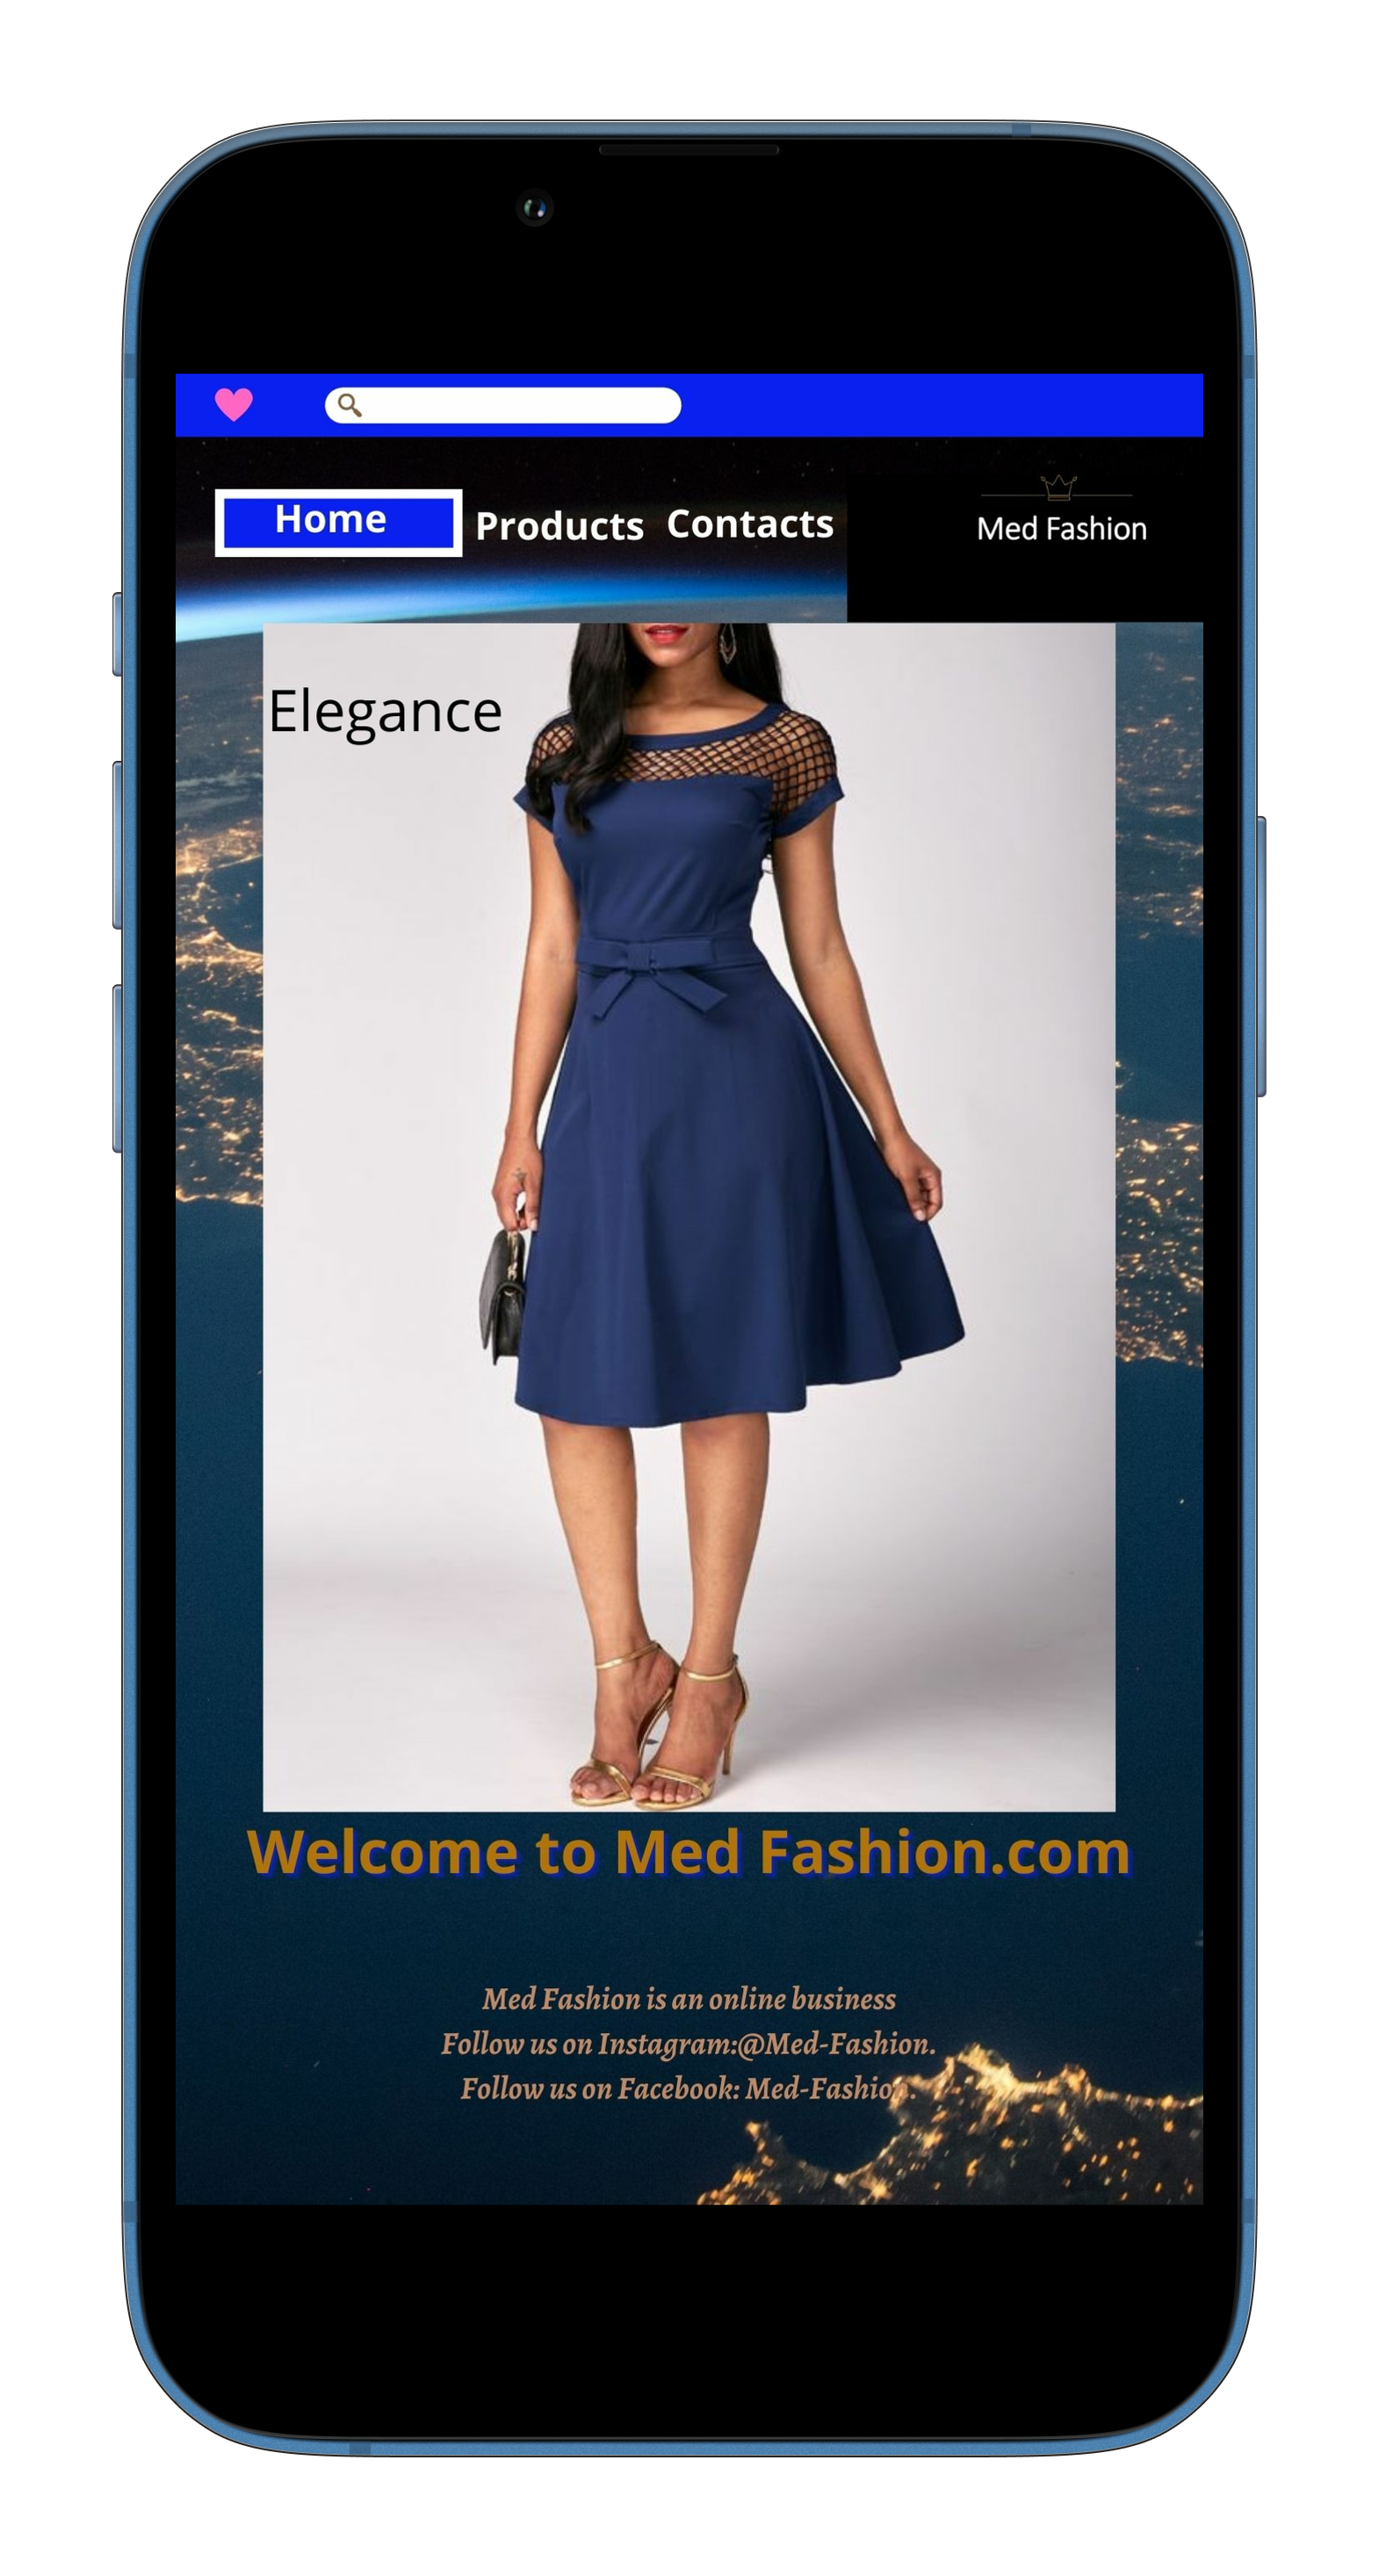 Home Products Contacts
Med Fashion
Elegance
Welcome to Med Fashion.com
Med Fashion is an online business
Follow us on Instagram:@Med-Fashion.
Follow us on Facebook: Med-Fashion.